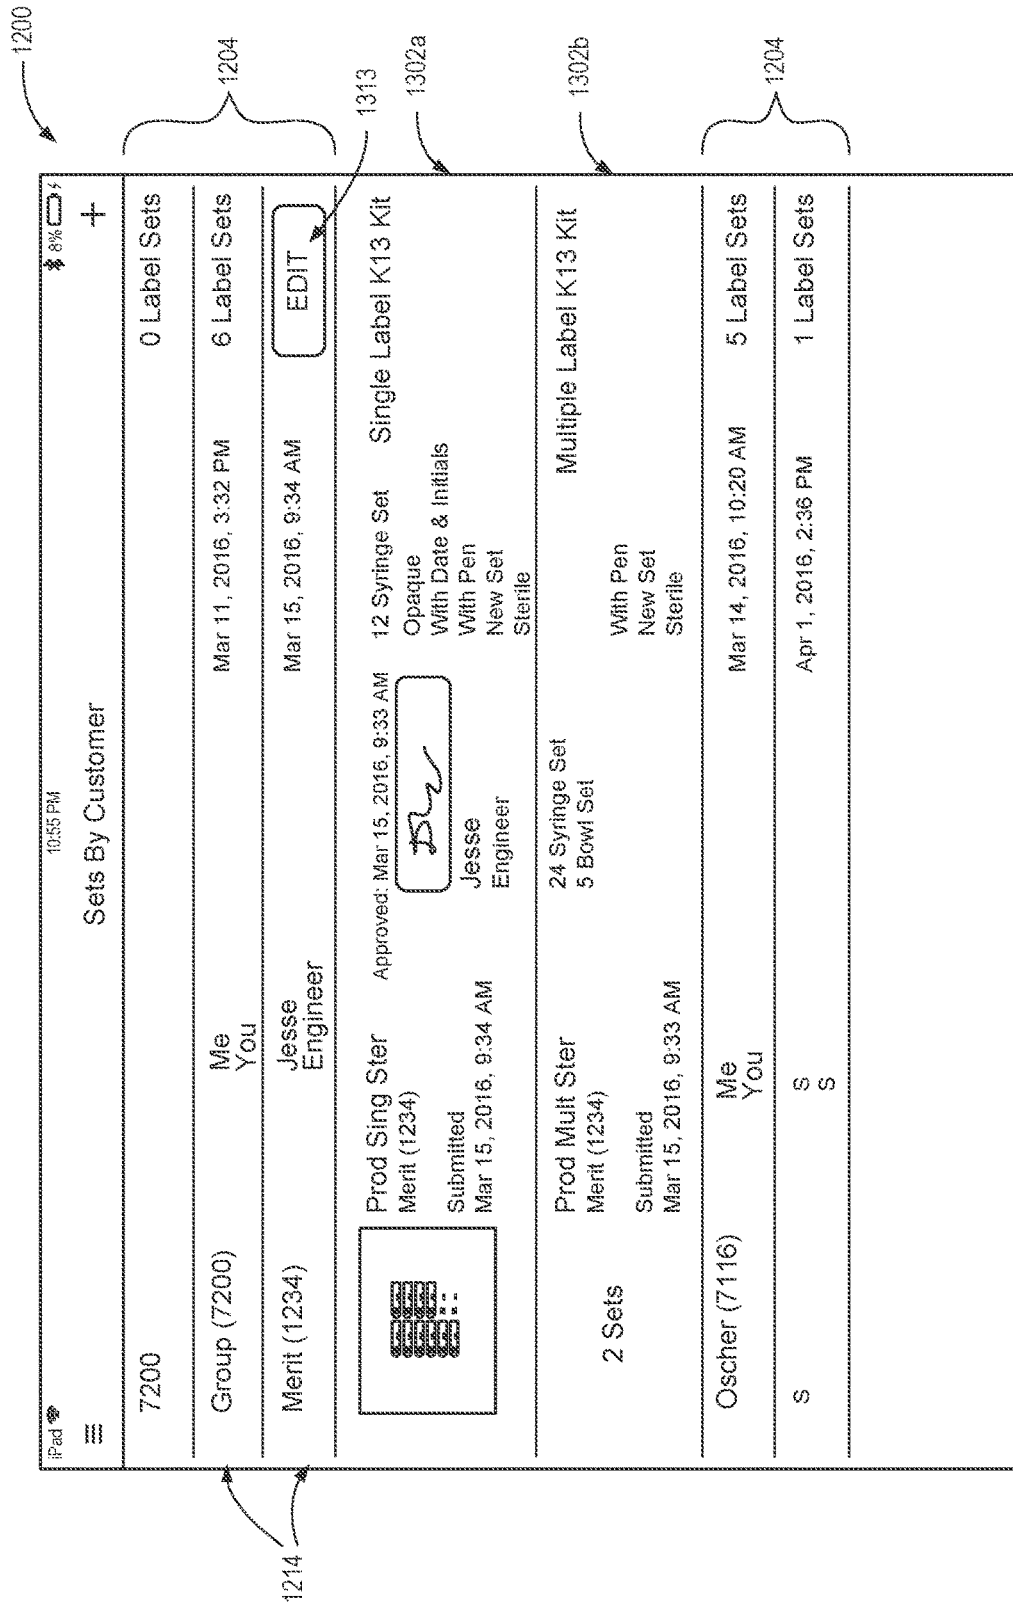 1200
iPad 10:55 PM 8%
Sets By Customer +
7200 0 Label Sets
Group (7200) Me Mar 11, 2016, 3:32 PM 6 Label Sets
You
Merit (1234) Jesse Mar 15, 2016, 9:34 AM EDIT
Engineer
1204
1313
1214
Prod Sing Ster Approved: Mar 15, 2016, 9:33 AM 12 Syringe Set Single Label K13 Kit
Merit (1234) Opaque
With Date & Initials
Submitted Jesse With Pen
Mar 15, 2016, 9:34 AM Engineer New Set
Sterile
1302a
Prod Mult Ster 24 Syringe Set Multiple Label K13 Kit
Merit (1234) 5 Bowl Set
2 Sets With Pen
Submitted New Set
Mar 15, 2016, 9:33 AM Sterile
1302b
Oscher (7116) Me Mar 14, 2016, 10:20 AM 5 Label Sets
You
S S Apr 1, 2016, 2:36 PM 1 Label Sets
S
1204